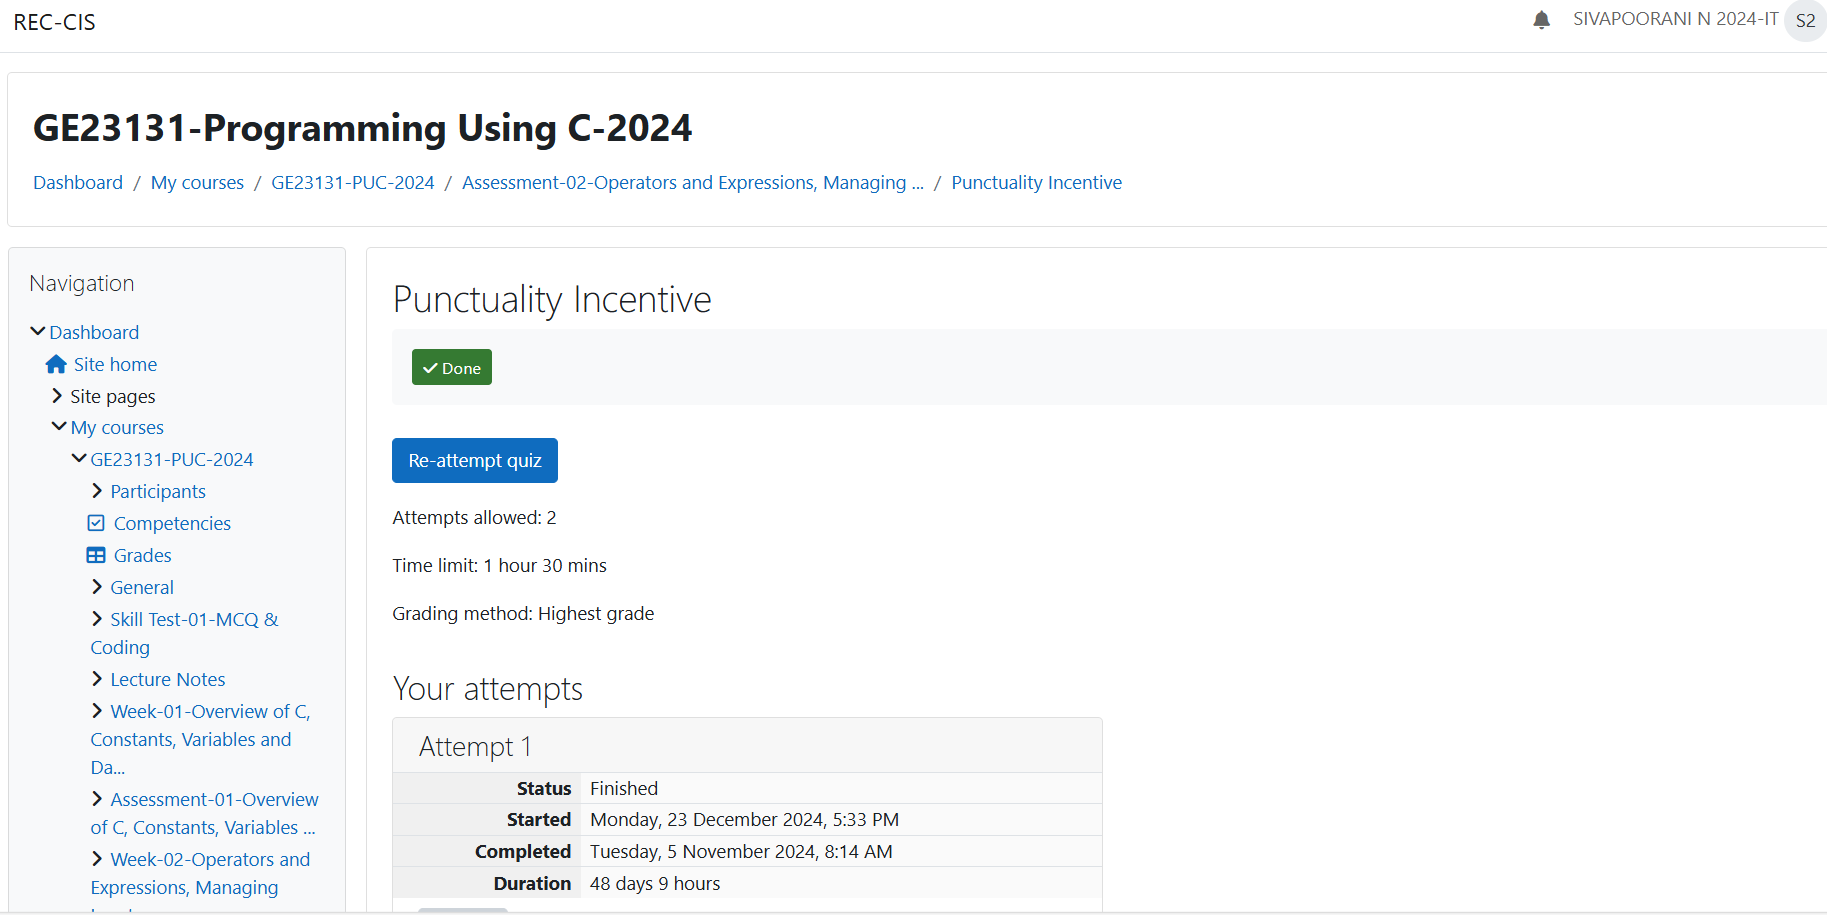 REC-CIS
SIVAPOORANI N 2024-IT S2
GE23131-Programming Using C-2024
Dashboard / My courses / GE23131-PUC-2024 / Assessment-02-Operators and Expressions, Managing ... / Punctuality Incentive
Navigation
Dashboard
Site home
Site pages
My courses
GE23131-PUC-2024
Participants
Competencies
Grades
General
Skill Test-01-MCQ &
Coding
Lecture Notes
Week-01-Overview of C,
Constants, Variables and
Da...
Assessment-01-Overview
of C, Constants, Variables ...
Week-02-Operators and
Expressions, Managing
Punctuality Incentive
Done
Re-attempt quiz
Attempts allowed: 2
Time limit: 1 hour 30 mins
Grading method: Highest grade
Your attempts
Attempt 1
Status Finished
Started Monday, 23 December 2024, 5:33 PM
Completed Tuesday, 5 November 2024, 8:14 AM
Duration 48 days 9 hours